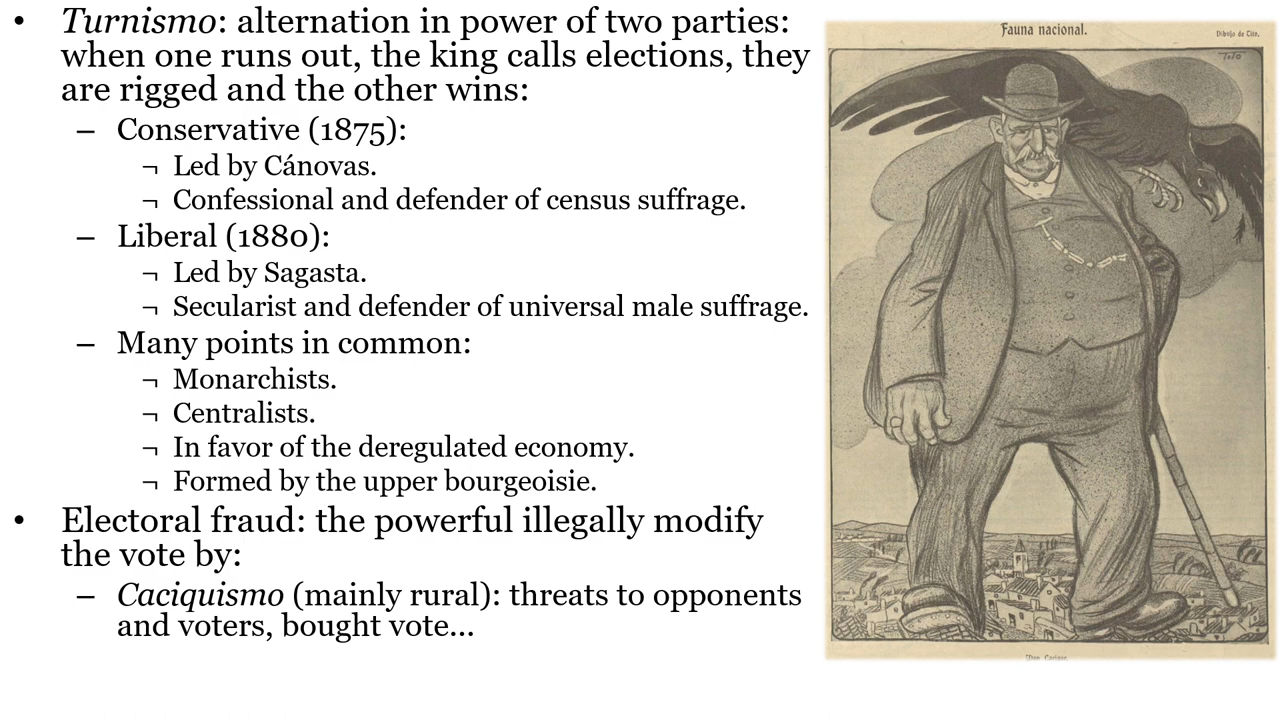 • Turnismo: alternation in power of two parties:
when one runs out, the king calls elections, they
are rigged and the other wins:
– Conservative (1875):
¬ Led by Cánovas.
¬ Confessional and defender of census suffrage.
– Liberal (1880):
¬ Led by Sagasta.
¬ Secularist and defender of universal male suffrage.
– Many points in common:
¬ Monarchists.
¬ Centralists.
¬ In favor of the deregulated economy.
¬ Formed by the upper bourgeoisie.
• Electoral fraud: the powerful illegally modify
the vote by:
– Caciquismo (mainly rural): threats to opponents
and voters, bought vote...
Fauna nacional.
Dibujo de Tito.
TITO